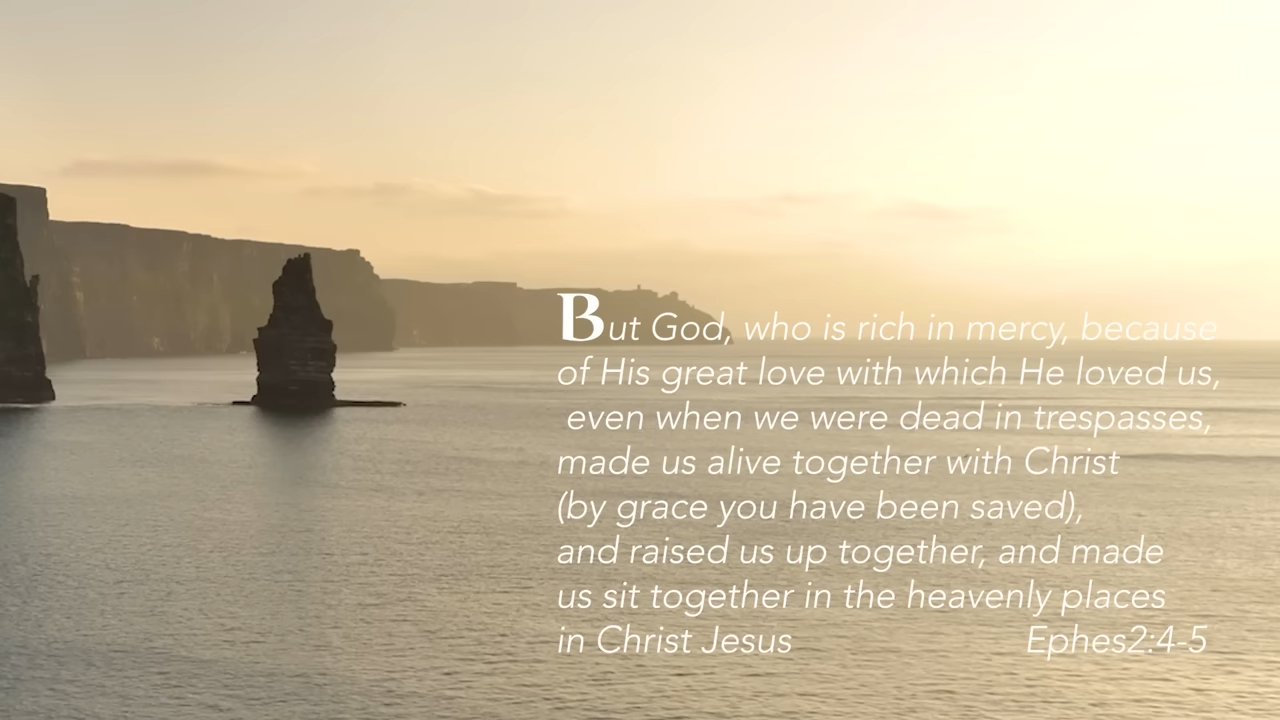 But God, who is rich in mercy, because
of His great love with which He loved us,
even when we were dead in trespasses,
made us alive together with Christ
(by grace you have been saved),
and raised us up together, and made
us sit together in the heavenly places
in Christ Jesus Ephes2:4-5